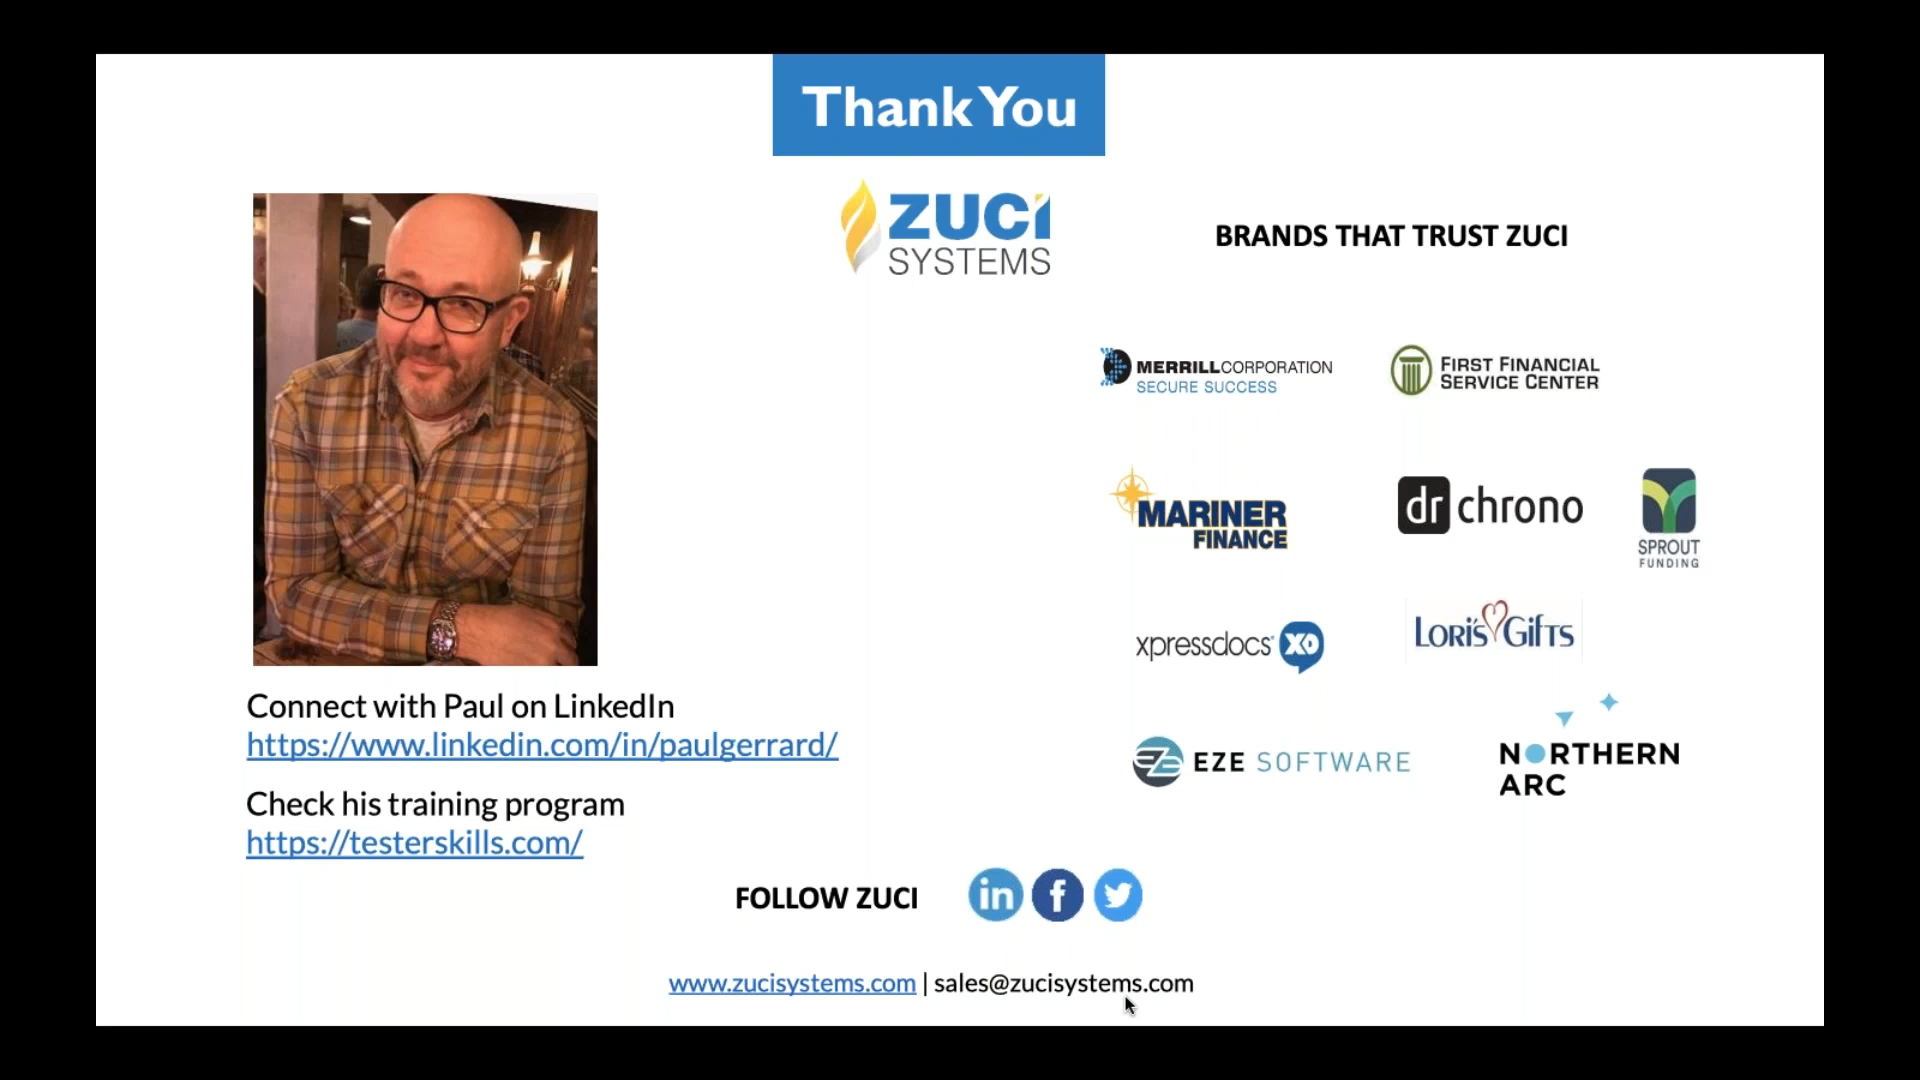 Thank You
ZUCI
SYSTEMS
BRANDS THAT TRUST ZUCI
MERRILLCORPORATION
SECURE SUCCESS
FIRST FINANCIAL
SERVICE CENTER
MARINER
FINANCE
dr chrono
SPROUT
FUNDING
xpressdocs XD
LORi'S GifTS
EZE SOFTWARE
NORTHERN
ARC
Connect with Paul on LinkedIn
https://www.linkedin.com/in/paulgerrard/
Check his training program
https://testerskills.com/
FOLLOW ZUCI in f
www.zucisystems.com | sales@zucisystems.com